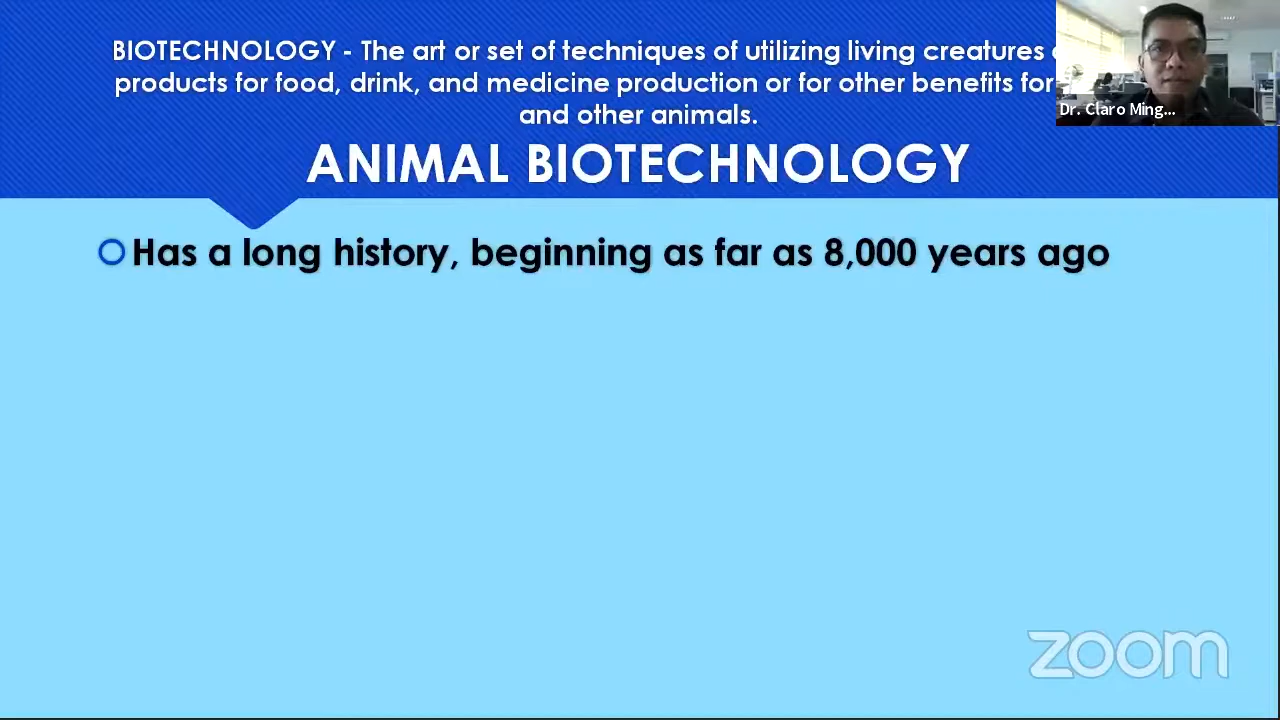 BIOTECHNOLOGY - The art or set of techniques of utilizing living creatures
products for food, drink, and medicine production or for other benefits for
and other animals.
ANIMAL BIOTECHNOLOGY
Dr. Claro Ming...
Has a long history, beginning as far as 8,000 years ago
zoom